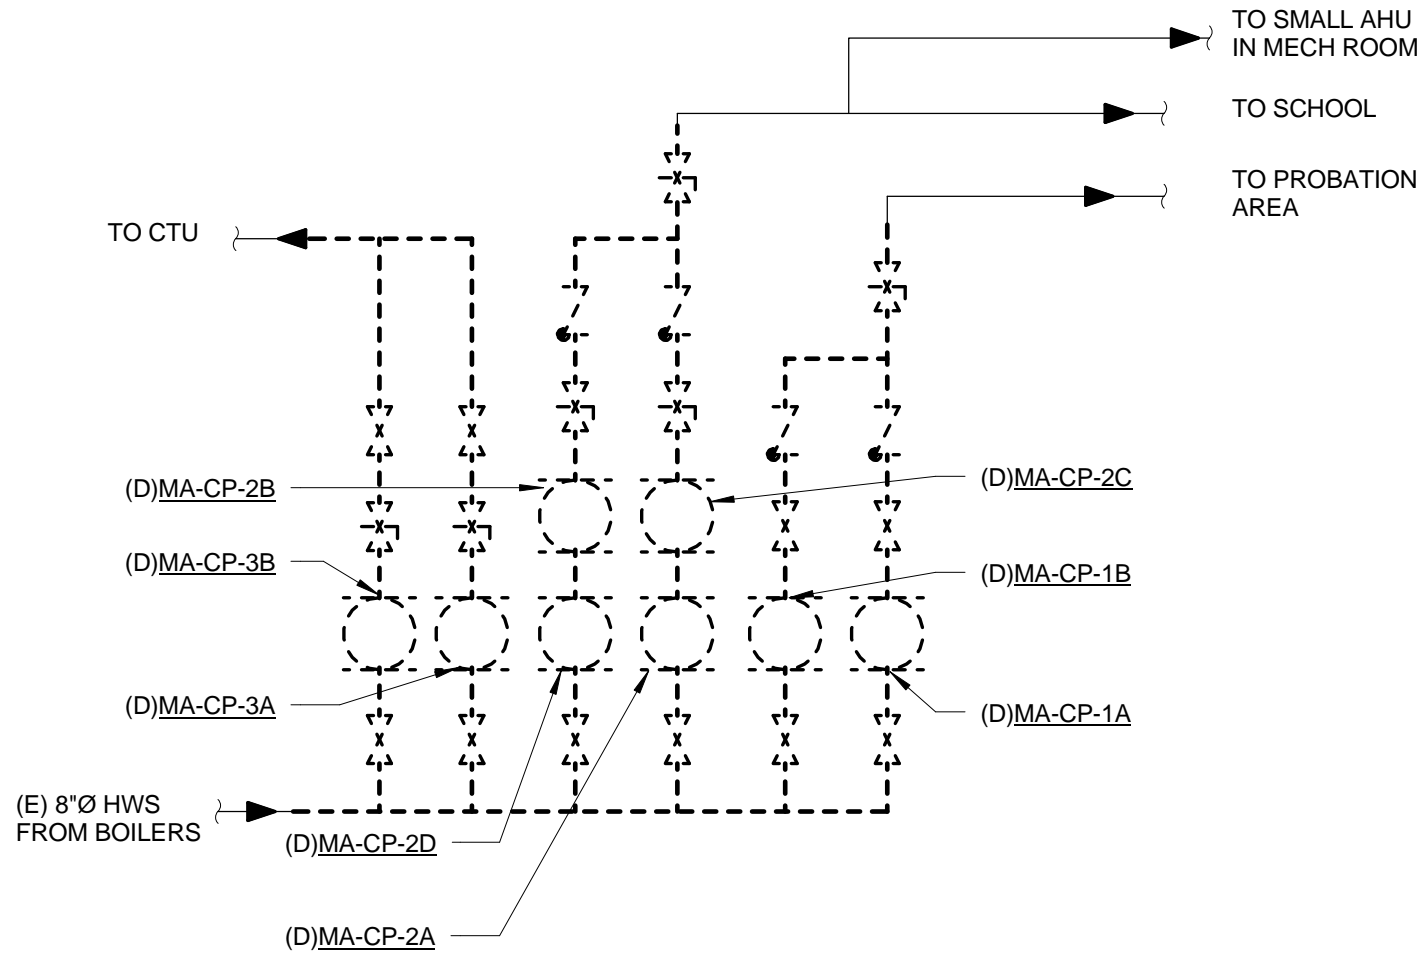 TO SMALL AHU
IN MECH ROOM
TO SCHOOL
TO PROBATION
AREA
TO CTU
(D)MA-CP-2B
(D)MA-CP-2C
(D)MA-CP-3B
(D)MA-CP-1B
(D)MA-CP-3A
(D)MA-CP-1A
(E) 8"Ø HWS
FROM BOILERS
(D)MA-CP-2D
(D)MA-CP-2A